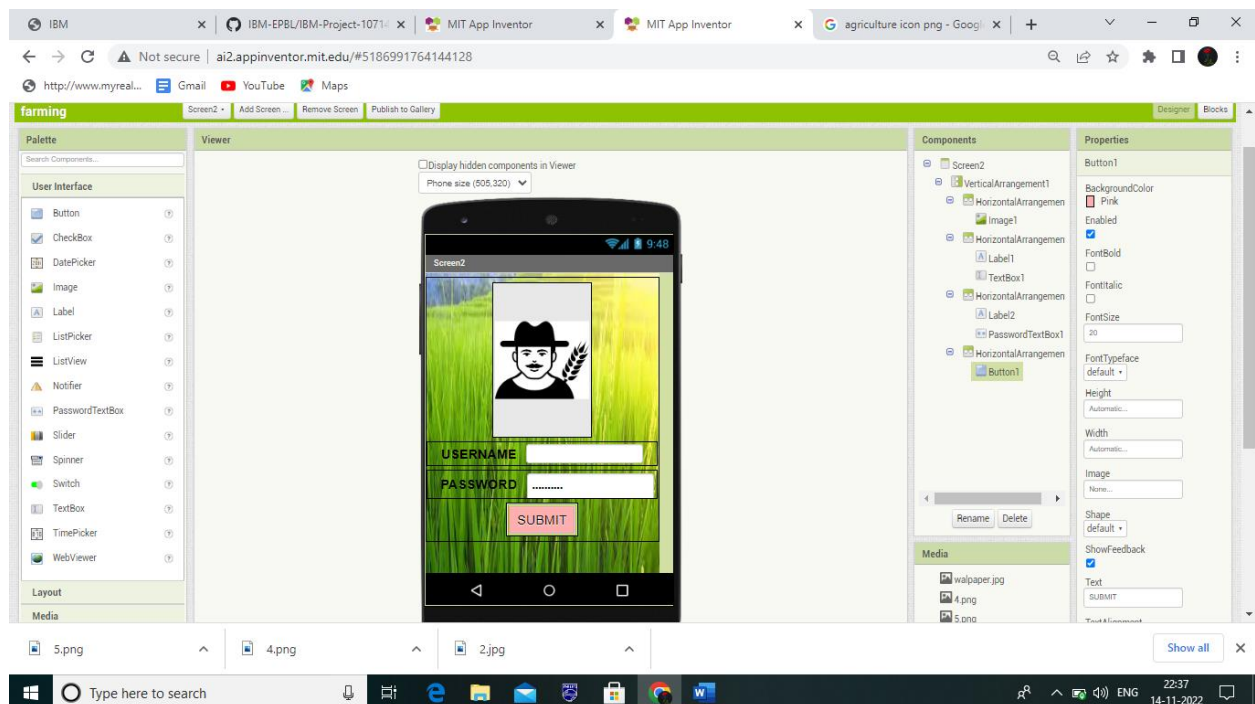 IBM
IBM-EPBL/IBM-Project-1071
MIT App Inventor
MIT App Inventor
agriculture icon png - Googl
Not secure | ai2.appinventor.mit.edu/#5186991764144128
http://www.myreal...
Gmail
YouTube
Maps
farming
Screen2
Add Screen ...
Remove Screen
Publish to Gallery
Designer
Blocks
Palette
Search Components...
User Interface
Button
CheckBox
DatePicker
Image
Label
ListPicker
ListView
Notifier
PasswordTextBox
Slider
Spinner
Switch
TextBox
TimePicker
WebViewer
Layout
Media
Viewer
Display hidden components in Viewer
Phone size (505,320)
9:48
Screen2
USERNAME
PASSWORD ..........
SUBMIT
Components
Screen2
VerticalArrangement1
HorizontalArrangemen
Image1
HorizontalArrangemen
Label1
TextBox1
HorizontalArrangemen
Label2
PasswordTextBox1
HorizontalArrangemen
Button1
Rename
Delete
Media
walpaper.jpg
4.png
5.png
Properties
Button1
BackgroundColor
Pink
Enabled
FontBold
FontItalic
FontSize
20
FontTypeface
default
Height
Automatic...
Width
Automatic...
Image
None...
Shape
default
ShowFeedback
Text
SUBMIT
TextAlignment
5.png
4.png
2.jpg
Show all
Type here to search
ENG
22:37
14-11-2022